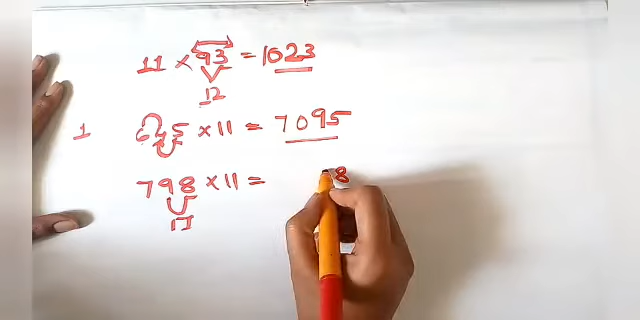 11 × 93 = 1023
12
1 645 × 11 = 7095
798 × 11 = 8
17